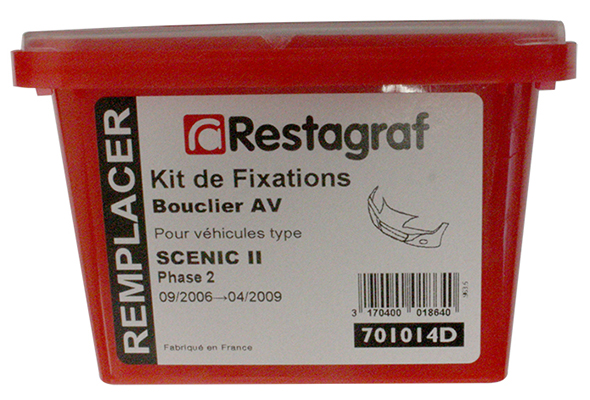 REMPLACER
Restagraf
Kit de Fixations
Bouclier AV
Pour véhicules type
SCENIC II
Phase 2
09/2006→04/2009
3 170400 018640
701014D
Fabriqué en France